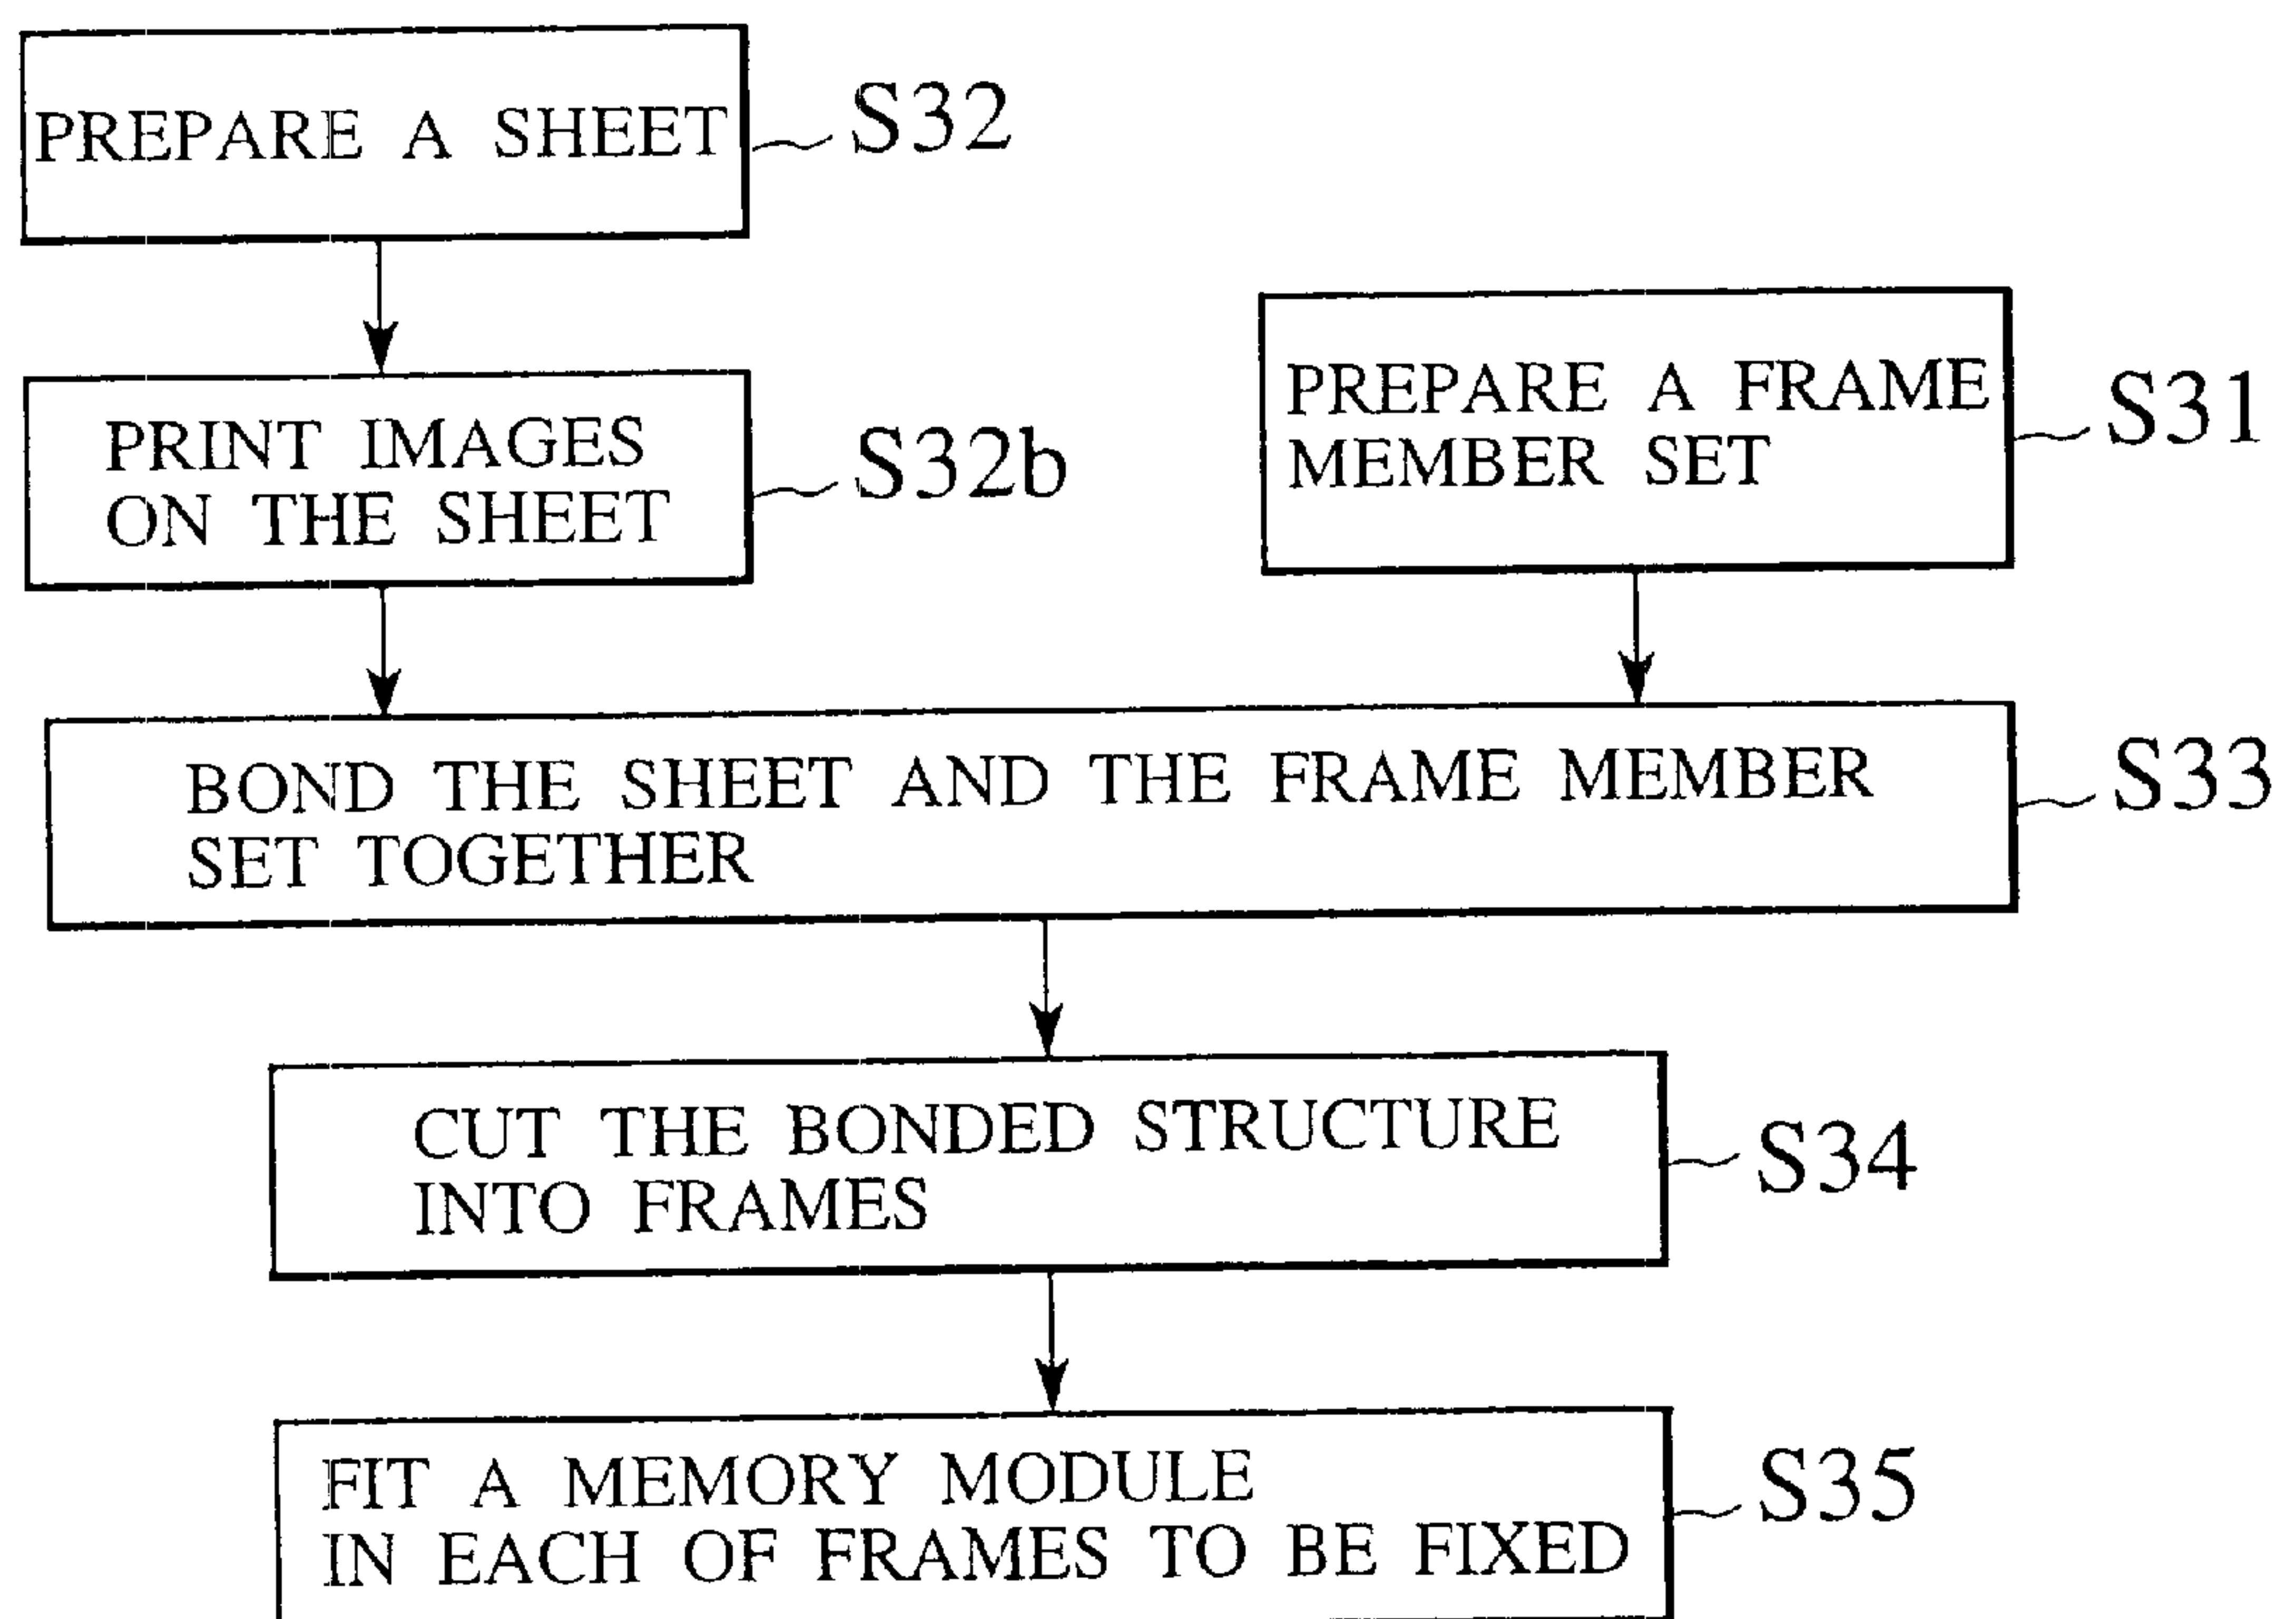 PREPARE A SHEET
S32
PRINT IMAGES
ON THE SHEET
S32b
PREPARE A FRAME
MEMBER SET
S31
BOND THE SHEET AND THE FRAME MEMBER
SET TOGETHER
S33
CUT THE BONDED STRUCTURE
INTO FRAMES
S34
FIT A MEMORY MODULE
IN EACH OF FRAMES TO BE FIXED
S35